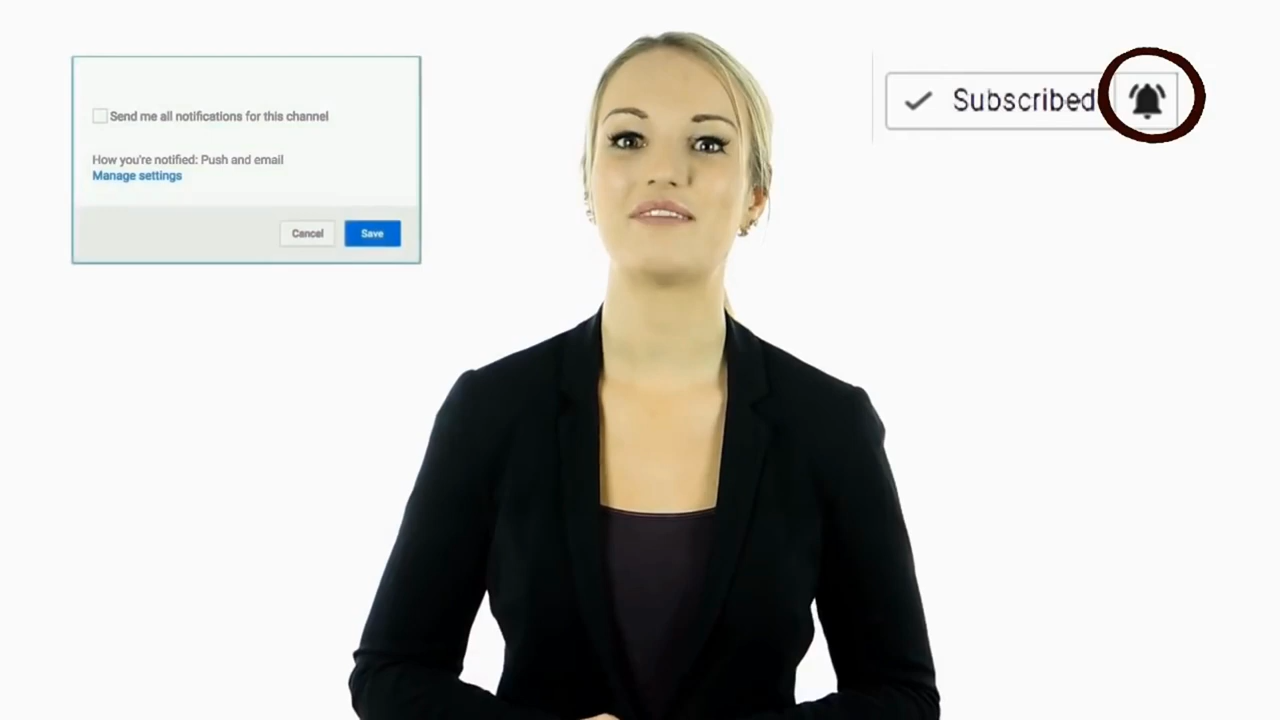 Send me all notifications for this channel
How you're notified: Push and email
Manage settings
Cancel
Save
Subscribed